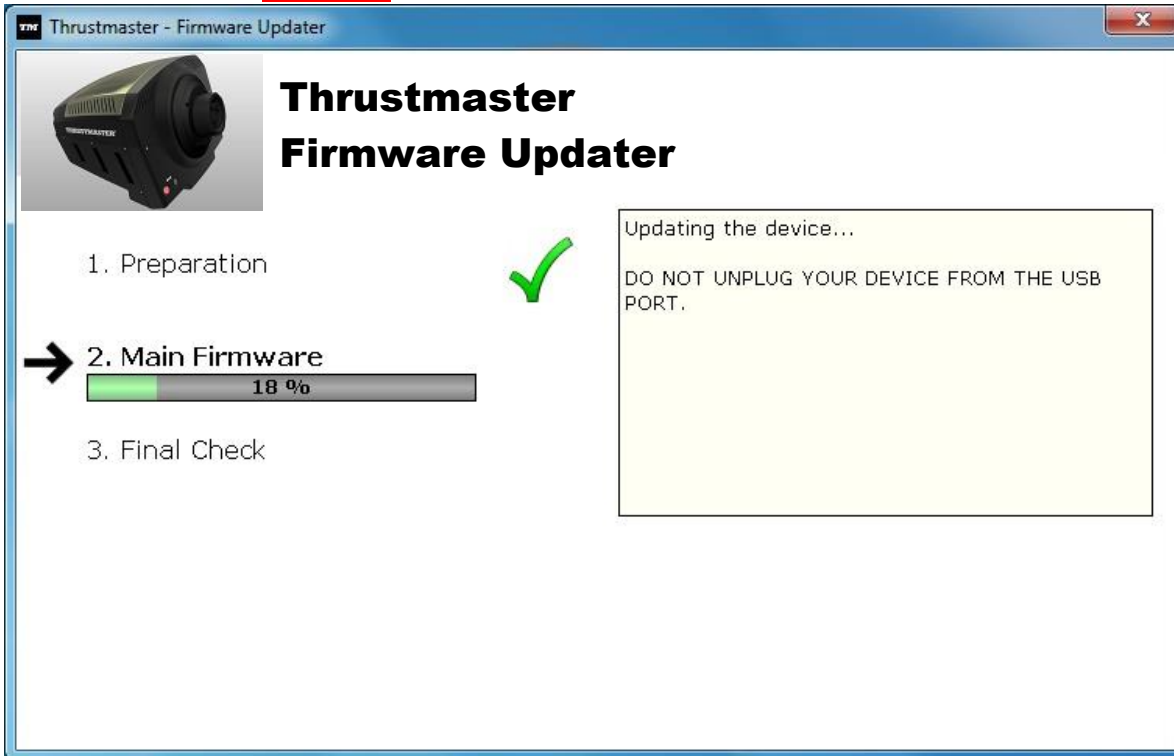 Thrustmaster - Firmware Updater
Thrustmaster
Firmware Updater
1. Preparation
2. Main Firmware
18 %
3. Final Check
Updating the device...
DO NOT UNPLUG YOUR DEVICE FROM THE USB
PORT.